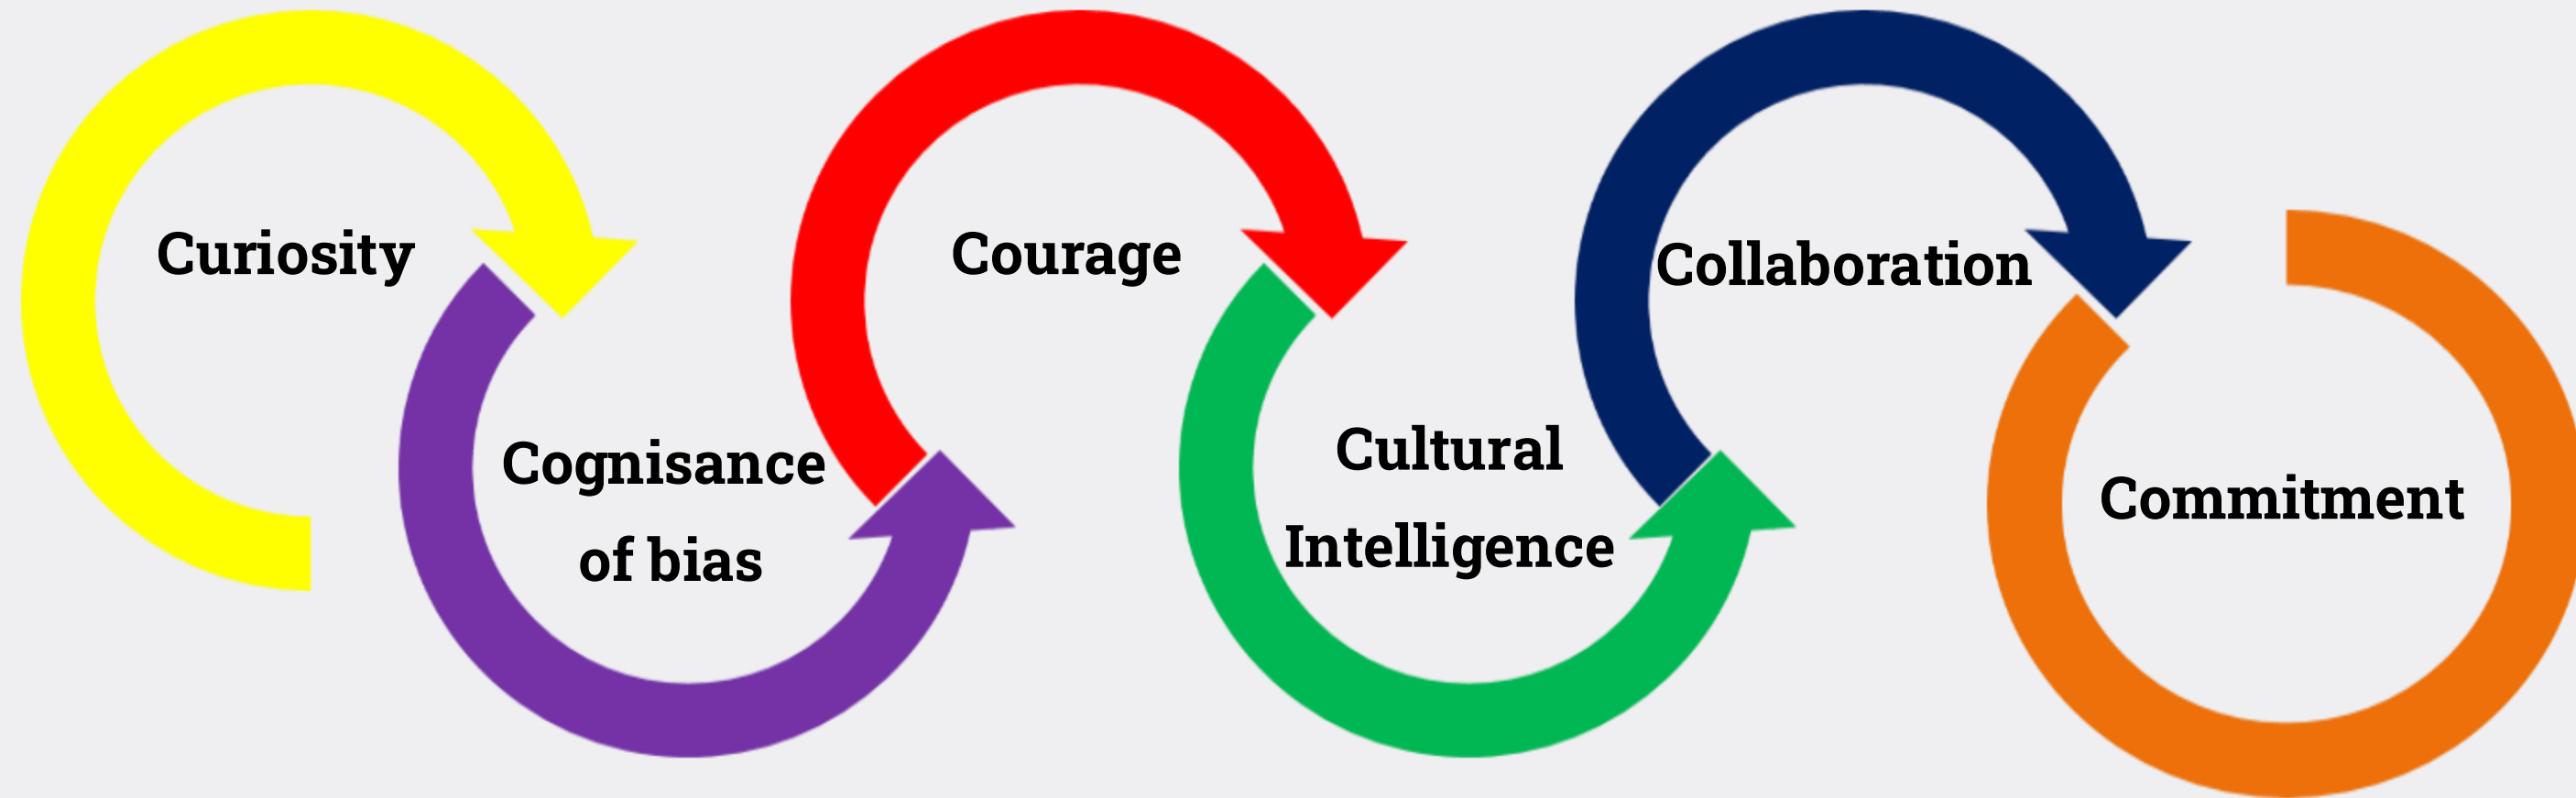 Curiosity
Cognisance
of bias
Courage
Cultural
Intelligence
Collaboration
Commitment